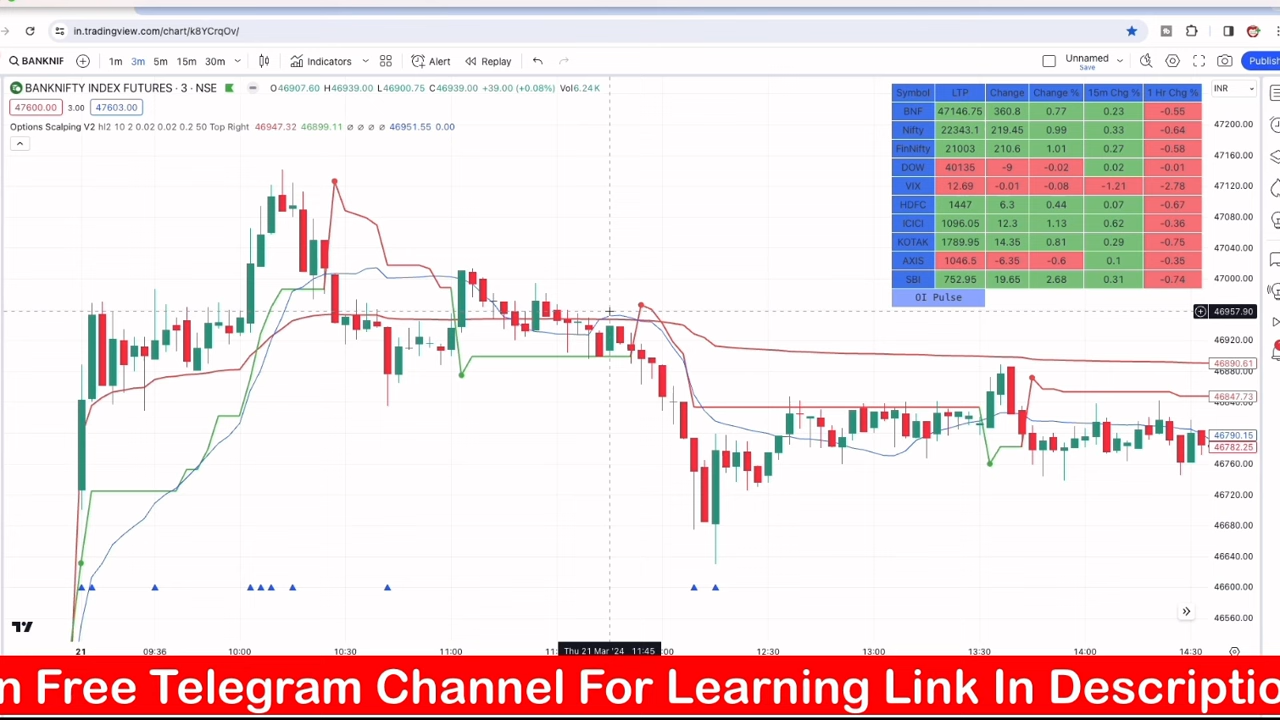 in.tradingview.com/chart/k8YCrqOv/
BANKNIF 1m 3m 5m 15m 30m Indicators Alert Replay Unnamed Save Publish
BANKNIFTY INDEX FUTURES · 3 · NSE O46907.60 H46939.00 L46900.75 C46939.00 +39.00 (+0.08%) Vol6.24K
47600.00 3.00 47603.00
Options Scalping V2 hl2 10 2 0.02 0.02 0.2 50 Top Right 46947.32 46899.11 ∅ ∅ ∅ ∅ 46951.55 0.00
Symbol LTP Change Change % 15m Chg % 1 Hr Chg %
BNF 47146.75 360.8 0.77 0.23 -0.55
Nifty 22343.1 219.45 0.99 0.33 -0.64
FinNifty 21003 210.6 1.01 0.27 -0.58
DOW 40135 -9 -0.02 0.02 -0.01
VIX 12.69 -0.01 -0.08 -1.21 -2.78
HDFC 1447 6.3 0.44 0.07 -0.67
ICICI 1096.05 12.3 1.13 0.62 -0.36
KOTAK 1789.95 14.35 0.81 0.29 -0.75
AXIS 1046.5 -6.35 -0.6 0.1 -0.35
SBI 752.95 19.65 2.68 0.31 -0.74
OI Pulse
INR
47200.00
47160.00
47120.00
47080.00
47040.00
47000.00
46957.90
46920.00
46890.61
46880.00
46847.73
46790.15
46782.25
46760.00
46720.00
46680.00
46640.00
46600.00
46560.00
21 09:36 10:00 10:30 11:00 Thu 21 Mar '24 11:45 12:30 13:00 13:30 14:00 14:30
n Free Telegram Channel For Learning Link In Descriptio